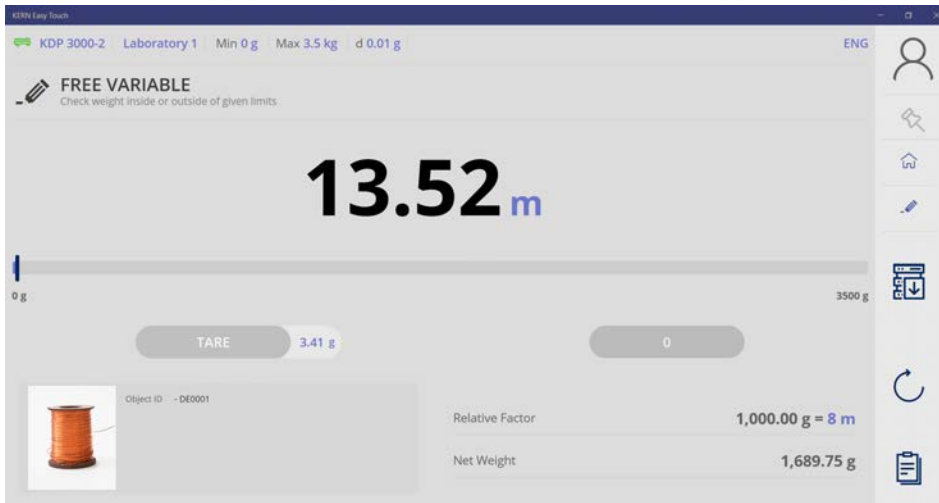 KERN Easy Touch
KDP 3000-2 Laboratory 1 Min 0 g Max 3.5 kg d 0.01 g ENG
FREE VARIABLE
Check weight inside or outside of given limits
13.52 m
0 g 3500 g
TARE 3.41 g 0
Object ID - DE0001
Relative Factor 1,000.00 g = 8 m
Net Weight 1,689.75 g